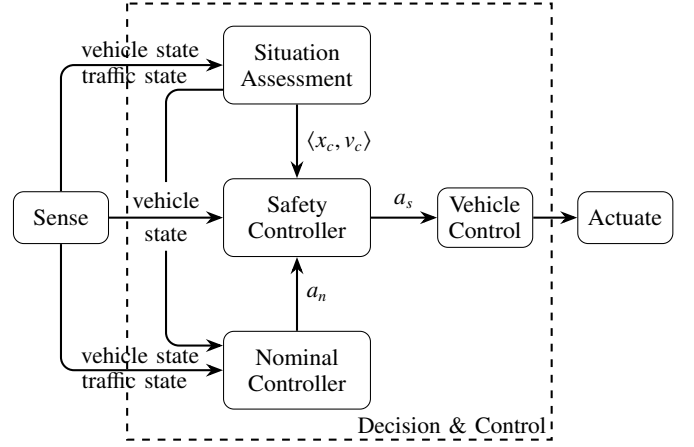 vehicle state
traffic state
Situation
Assessment
⟨x_c, v_c⟩
Sense
vehicle
state
Safety
Controller
a_s
Vehicle
Control
Actuate
a_n
vehicle state
traffic state
Nominal
Controller
Decision & Control